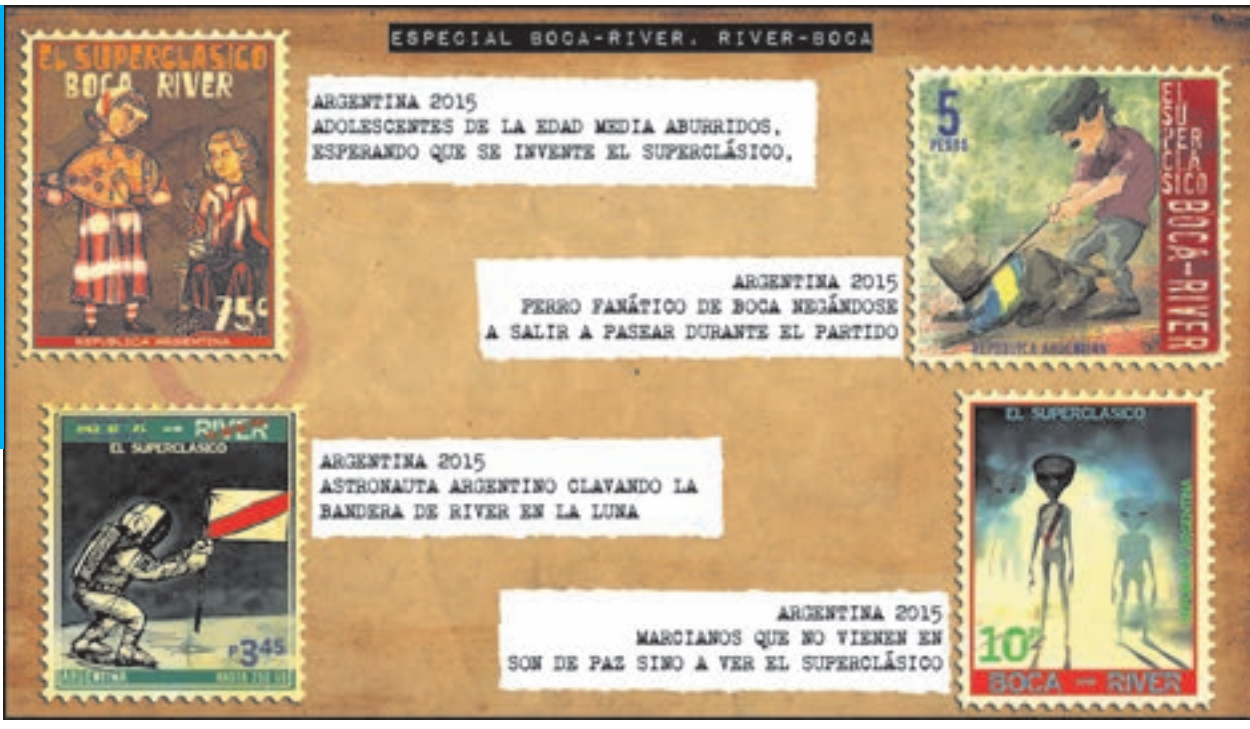 ESPECIAL BOCA-RIVER, RIVER-BOCA
EL SUPERCLASICO
BOCA RIVER
75c
REPUBLICA ARGENTINA
ARGENTINA 2015
ADOLESCENTES DE LA EDAD MEDIA ABURRIDOS,
ESPERANDO QUE SE INVENTE EL SUPERCLÁSICO,
5
PESOS
EL SUPERCLASICO
BOCA-RIVER
REPUBLICA ARGENTINA
ARGENTINA 2015
PERRO FANÁTICO DE BOCA NEGÁNDOSE
A SALIR A PASEAR DURANTE EL PARTIDO
RIVER
EL SUPERCLASICO
P345
ARGENTINA
ARGENTINA 2015
ASTRONAUTA ARGENTINO CLAVANDO LA
BANDERA DE RIVER EN LA LUNA
EL SUPERCLASICO
10
BOCA - RIVER
ARGENTINA 2015
MARCIANOS QUE NO VIENEN EN
SON DE PAZ SINO A VER EL SUPERCLÁSICO